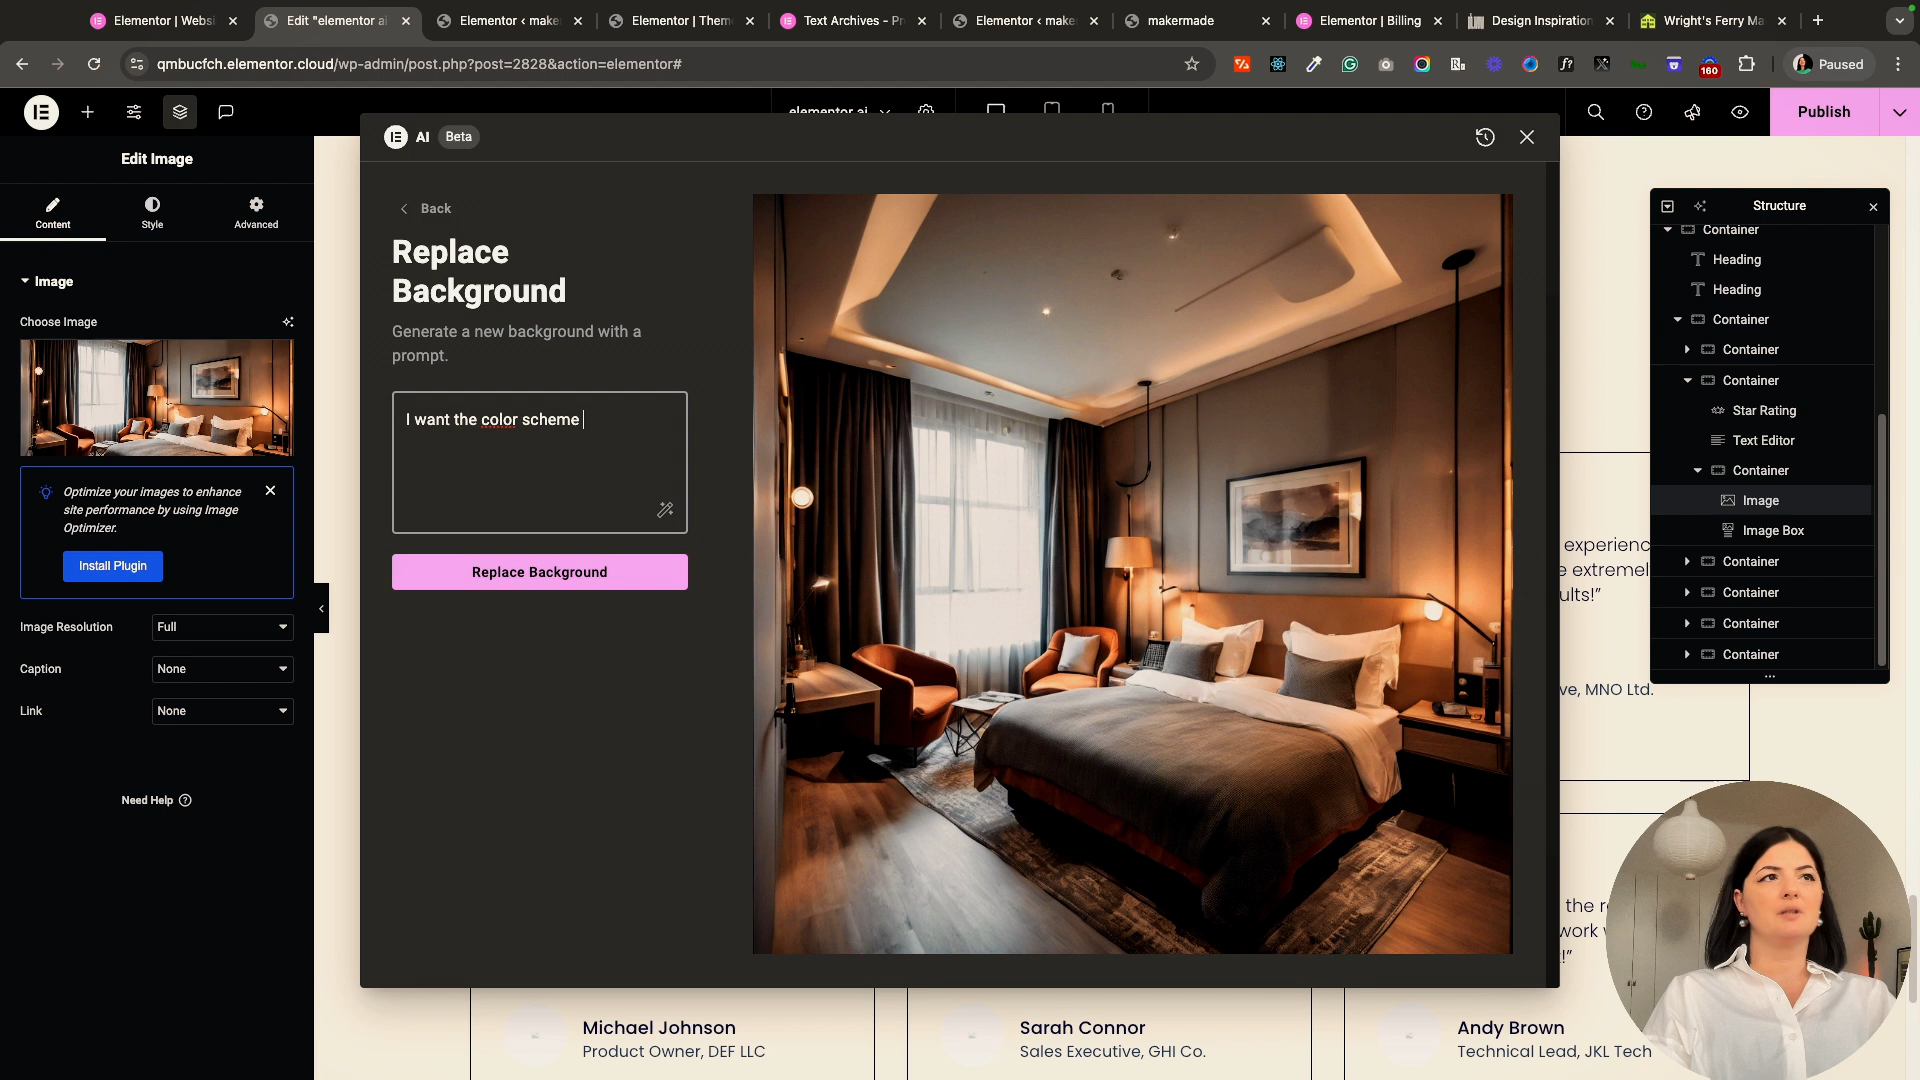 Elementor | Websi
Edit "elementor ai
Elementor < make
Elementor | Them
Text Archives - Pr
Elementor < make
makermade
Elementor | Billing
Design Inspiration
Wright's Ferry Ma
qmbucfch.elementor.cloud/wp-admin/post.php?post=2828&action=elementor#
160
Paused
elementor ai
Publish
Edit Image
Content
Style
Advanced
Image
Choose Image
Optimize your images to enhance
site performance by using Image
Optimizer.
Install Plugin
Image Resolution
Full
Caption
None
Link
None
Need Help
AI
Beta
Back
Replace
Background
Generate a new background with a
prompt.
I want the color scheme
Replace Background
Structure
Container
Heading
Heading
Container
Container
Container
Star Rating
Text Editor
Container
Image
Image Box
Container
Container
Container
Container
experienc
e extremel
ults!”
ve, MNO Ltd.
the r
work
!”
Michael Johnson
Product Owner, DEF LLC
Sarah Connor
Sales Executive, GHI Co.
Andy Brown
Technical Lead, JKL Tech